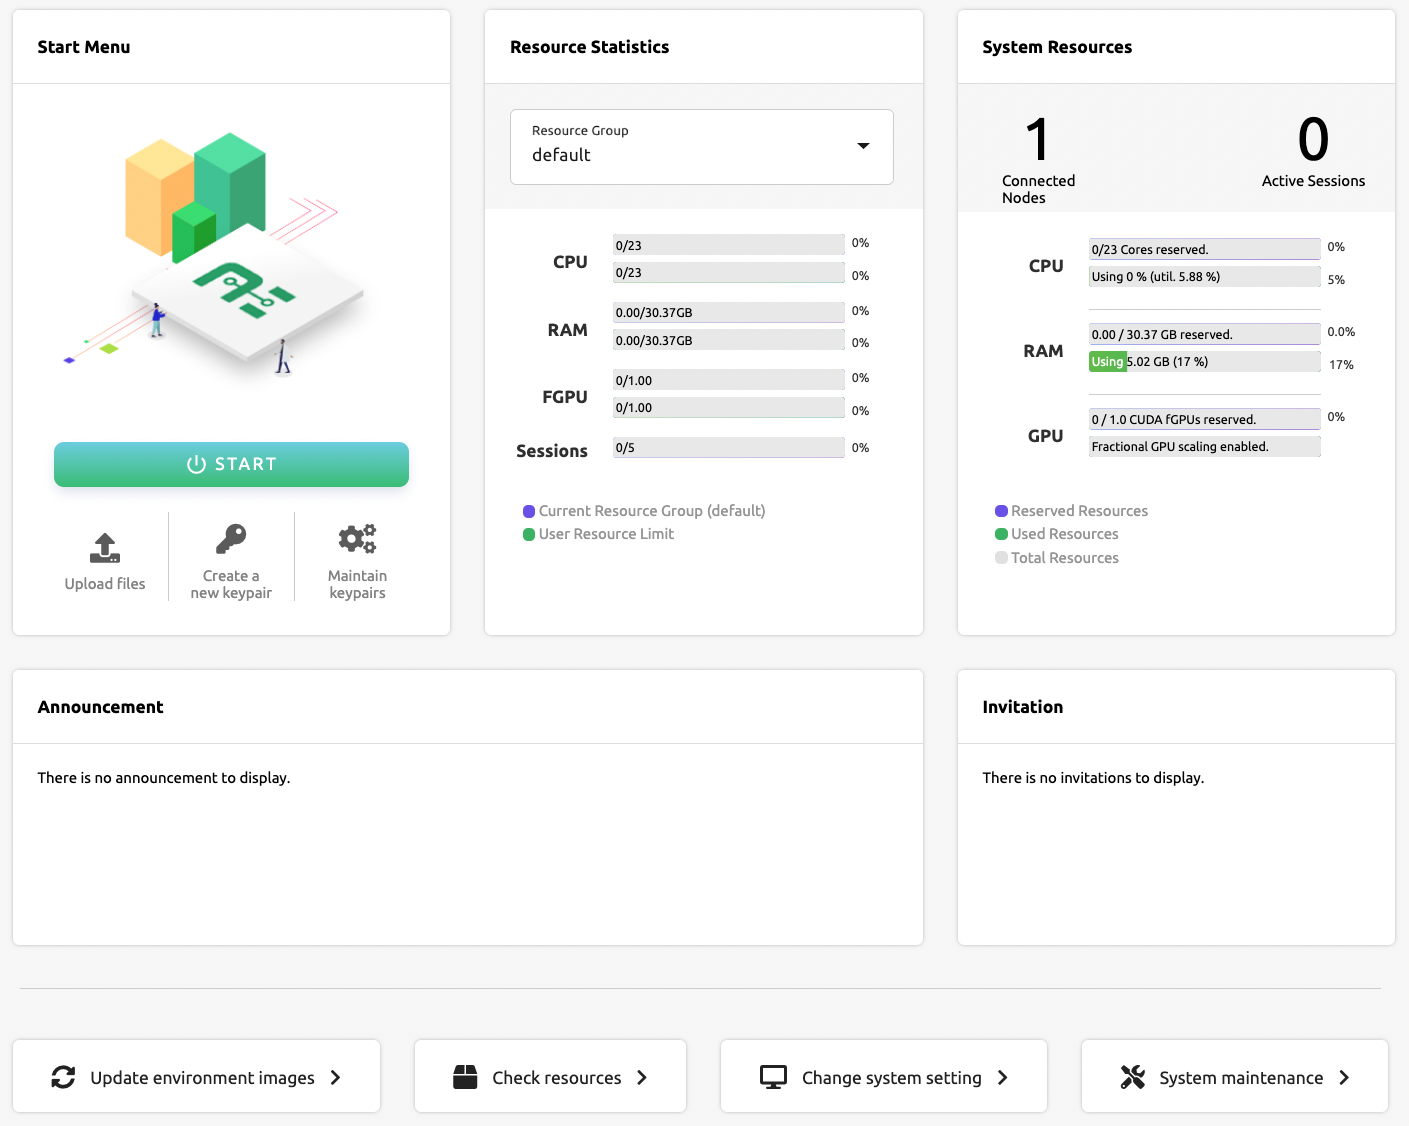 Start Menu
START
Upload files
Create a
new keypair
Maintain
keypairs
Resource Statistics
Resource Group
default
CPU
0/23
0%
0/23
0%
RAM
0.00/30.37GB
0%
0.00/30.37GB
0%
FGPU
0/1.00
0%
0/1.00
0%
Sessions
0/5
0%
Current Resource Group (default)
User Resource Limit
System Resources
1
Connected
Nodes
0
Active Sessions
CPU
0/23 Cores reserved.
0%
Using 0 % (util. 5.88 %)
5%
RAM
0.00 / 30.37 GB reserved.
0.0%
Using 5.02 GB (17 %)
17%
GPU
0 / 1.0 CUDA fGPUs reserved.
0%
Fractional GPU scaling enabled.
Reserved Resources
Used Resources
Total Resources
Announcement
There is no announcement to display.
Invitation
There is no invitations to display.
Update environment images
Check resources
Change system setting
System maintenance